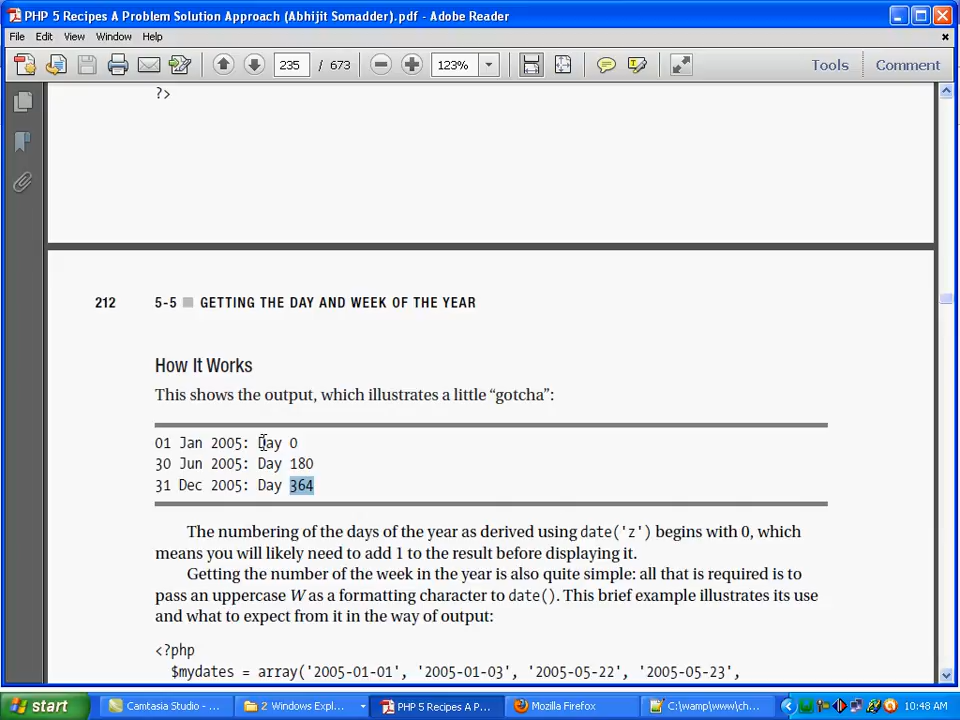 PHP 5 Recipes A Problem Solution Approach (Abhijit Somadder).pdf - Adobe Reader
File Edit View Window Help
235 / 673 123% Tools Comment
?>
212 5-5 GETTING THE DAY AND WEEK OF THE YEAR
How It Works
This shows the output, which illustrates a little “gotcha”:
01 Jan 2005: Day 0
30 Jun 2005: Day 180
31 Dec 2005: Day 364
The numbering of the days of the year as derived using date('z') begins with 0, which
means you will likely need to add 1 to the result before displaying it.
Getting the number of the week in the year is also quite simple: all that is required is to
pass an uppercase W as a formatting character to date(). This brief example illustrates its use
and what to expect from it in the way of output:
<?php
$mydates = array('2005-01-01', '2005-01-03', '2005-05-22', '2005-05-23',
start Camtasia Studio - ... 2 Windows Expl... PHP 5 Recipes A P... Mozilla Firefox C:\wamp\www\ch... 10:48 AM